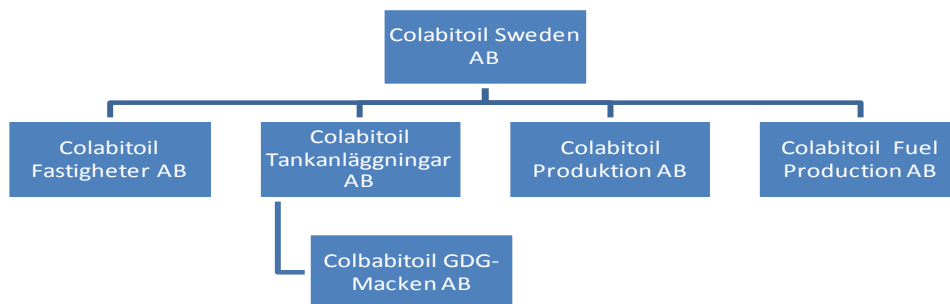 Colabitoil Sweden
AB
Colabitoil
Fastigheter AB
Colabitoil
Tankanläggningar
AB
Colabitoil
Produktion AB
Colabitoil Fuel
Production AB
Colbabitoil GDG-
Macken AB